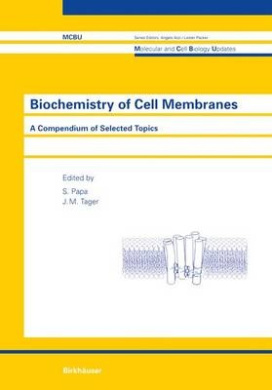 MCBU
Series Editors: Angelo Azzi / Lester Packer
Molecular and Cell Biology Updates
Biochemistry of Cell Membranes
A Compendium of Selected Topics
Edited by
S. Papa
J. M. Tager
Birkhäuser